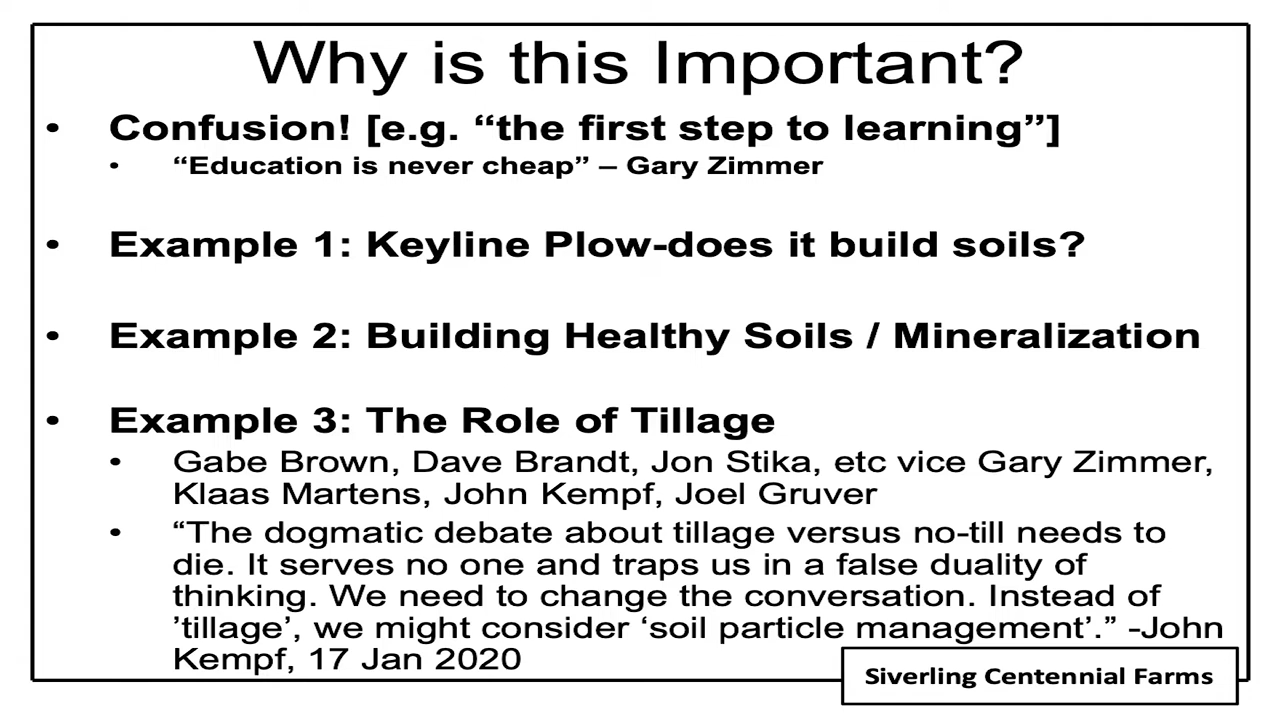 Why is this Important?
• Confusion! [e.g. “the first step to learning”]
• “Education is never cheap” – Gary Zimmer
• Example 1: Keyline Plow-does it build soils?
• Example 2: Building Healthy Soils / Mineralization
• Example 3: The Role of Tillage
• Gabe Brown, Dave Brandt, Jon Stika, etc vice Gary Zimmer,
Klaas Martens, John Kempf, Joel Gruver
• “The dogmatic debate about tillage versus no-till needs to
die. It serves no one and traps us in a false duality of
thinking. We need to change the conversation. Instead of
’tillage’, we might consider ‘soil particle management’.” -John
Kempf, 17 Jan 2020
Siverling Centennial Farms